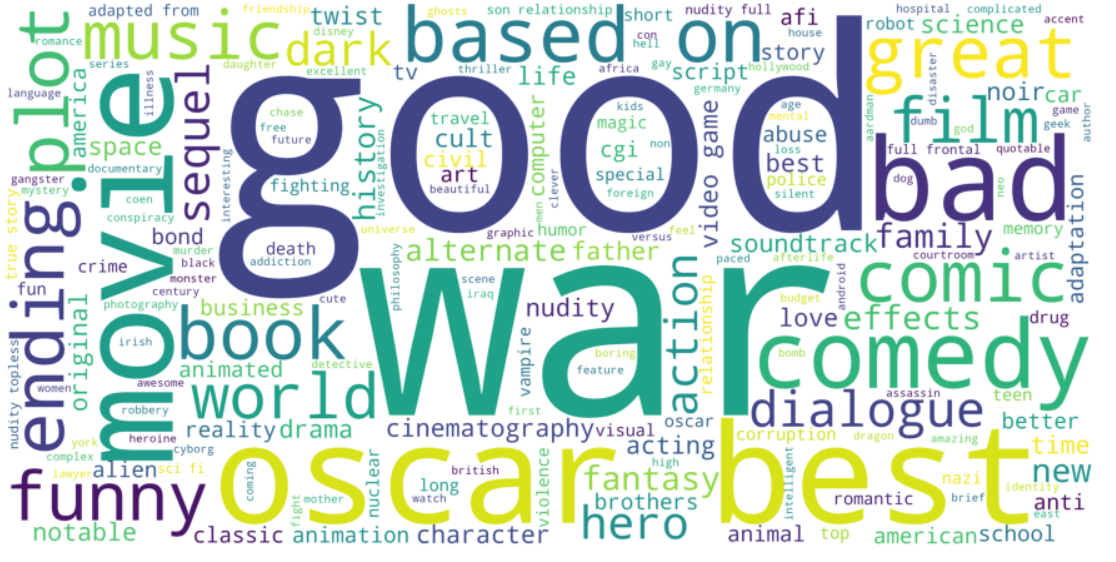 adapted from
friendship
son relationship
short
nudity full
afi
hospital
complicated
romance
music
twist
ghosts
based on
con
house
robot
science
accent
series
daughter
disney
dark
tv
thriller
hell
gay
story
great
language
plot
america
illness
excellent
life
africa
script
hollywood
germany
disaster
noir
car
movie
sequel
good
chase
free
future
history
travel
cult
civil
art
beautiful
computer
kids
magic
cgi
special
foreign
non
video game
age
mental
abuse
loss
best
police
silent
aardman
film
dumb
god
game
geek
author
space
documentary
gangster
mystery
coen
conspiracy
interesting
fighting
investigation
clever
men
full frontal
quotable
bad
dog
neo
true story
ending
bond
murder
black
monster
century
death
addiction
universe
graphic
humor
versus
feel
alternate
father
soundtrack
family
memory
adaptation
crime
fun
cute
philosophy
scene
iraq
paced
afterlife
courtroom
artist
comic
original
photography
business
war
nudity
action
relationship
budget
android
love
effects
drug
irish
book
animated
detective
vampire
boring
feature
bomb
comedy
nudity topless
women
awesome
world
first
assassin
teen
robbery
reality
drama
cinematography
visual
oscar
dialogue
better
york
heroine
cyborg
acting
corruption
dragon
amazing
time
complex
lawyer
alien
sci fi
oscar
best
coming
nuclear
long
british
watch
high
violence
fantasy
intelligent
nazi
identity
new
funny
fight
mother
brothers
romantic
brief
anti
east
notable
classic
animation
character
hero
animal
top
american
school